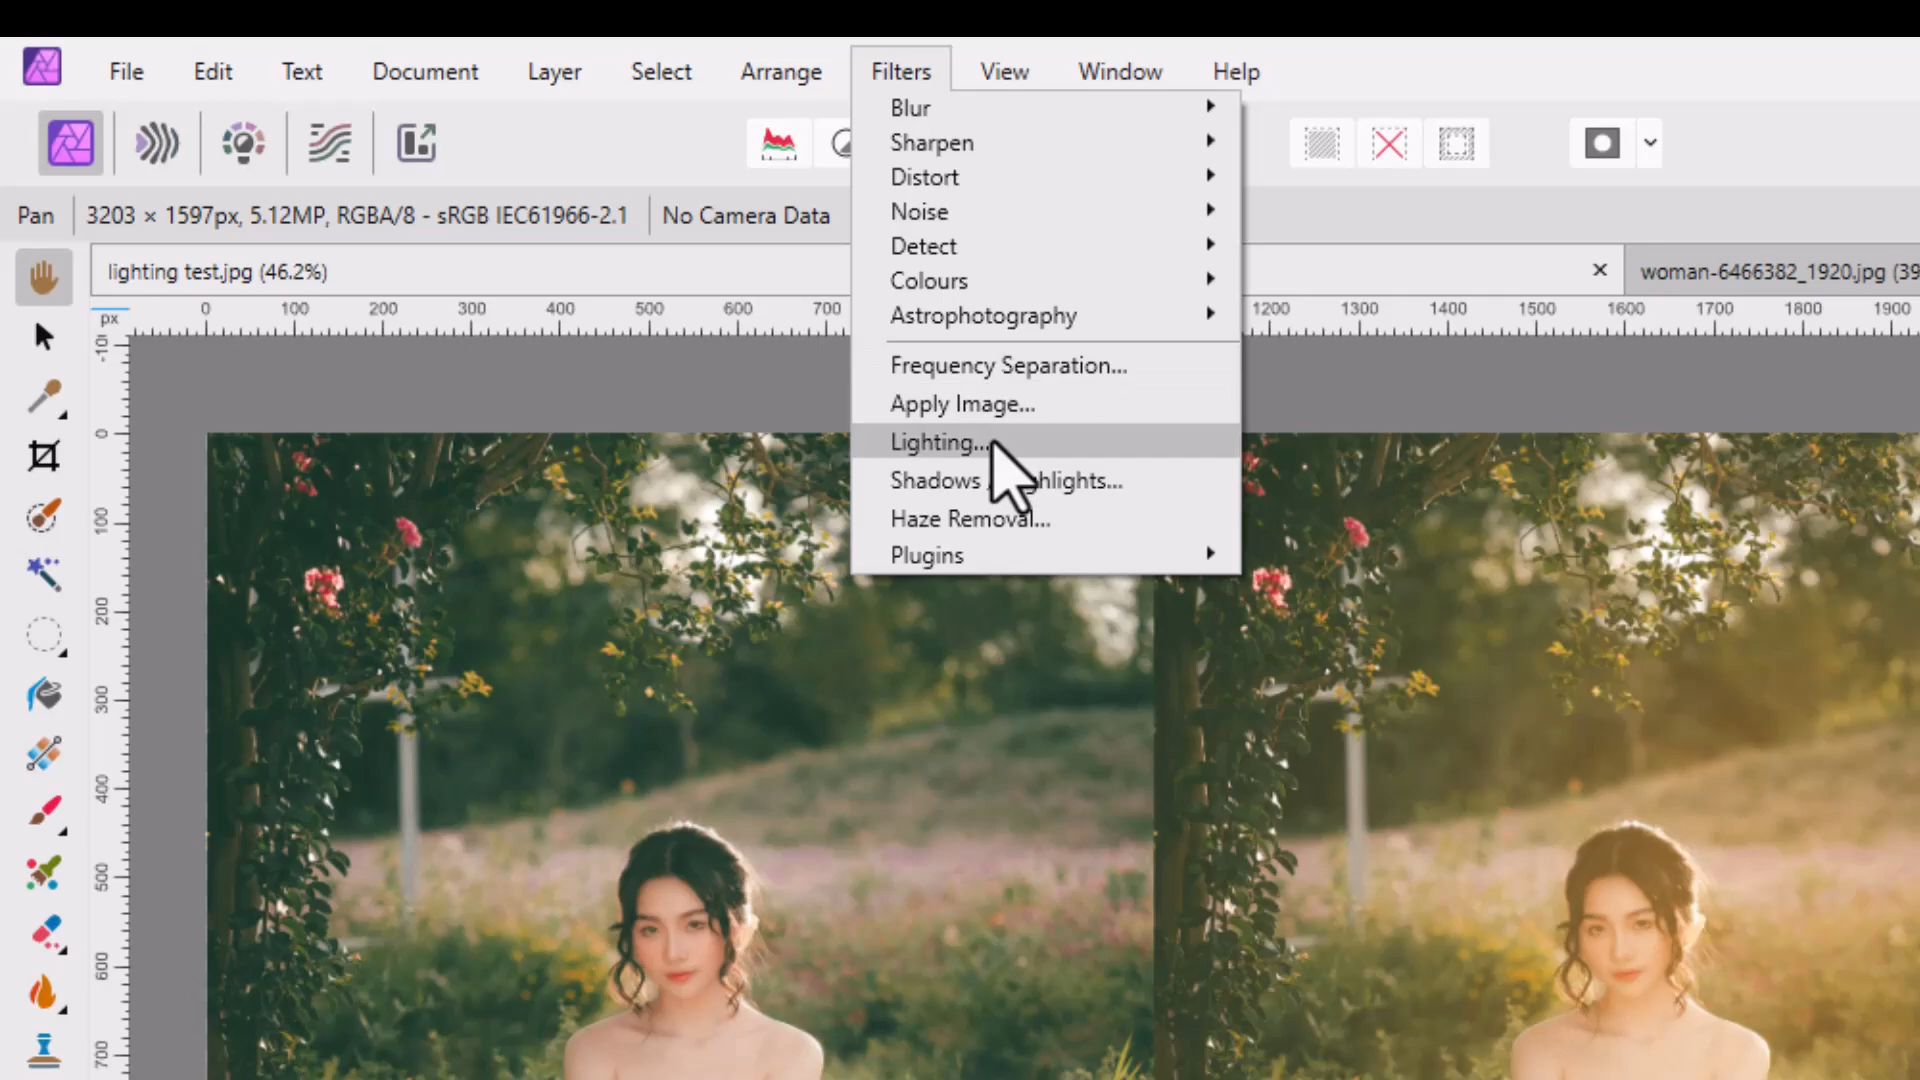 File Edit Text Document Layer Select Arrange Filters View Window Help
Blur
Sharpen
Distort
Noise
Detect
Colours
Astrophotography
Frequency Separation...
Apply Image...
Lighting...
Shadows / hlights...
Haze Removal...
Plugins
Pan 3203 × 1597px, 5.12MP, RGBA/8 - sRGB IEC61966-2.1 No Camera Data
lighting test.jpg (46.2%) woman-6466382_1920.jpg (39
px 0 100 200 300 400 500 600 700 1200 1300 1400 1500 1600 1700 1800 1900
-10
0
100
200
300
400
500
600
700